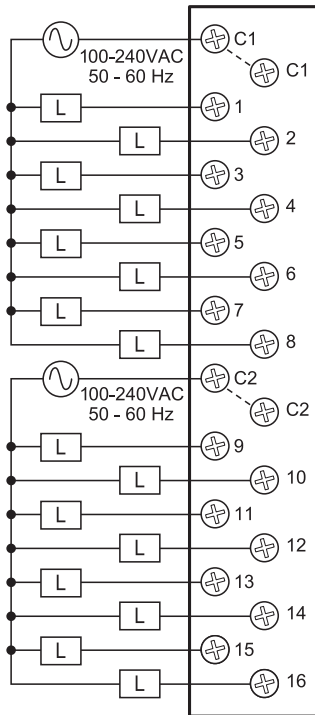 C1
100-240VAC
50 - 60 Hz
C1
L 1
L 2
L 3
L 4
L 5
L 6
L 7
L 8
C2
100-240VAC
50 - 60 Hz
C2
L 9
L 10
L 11
L 12
L 13
L 14
L 15
L 16